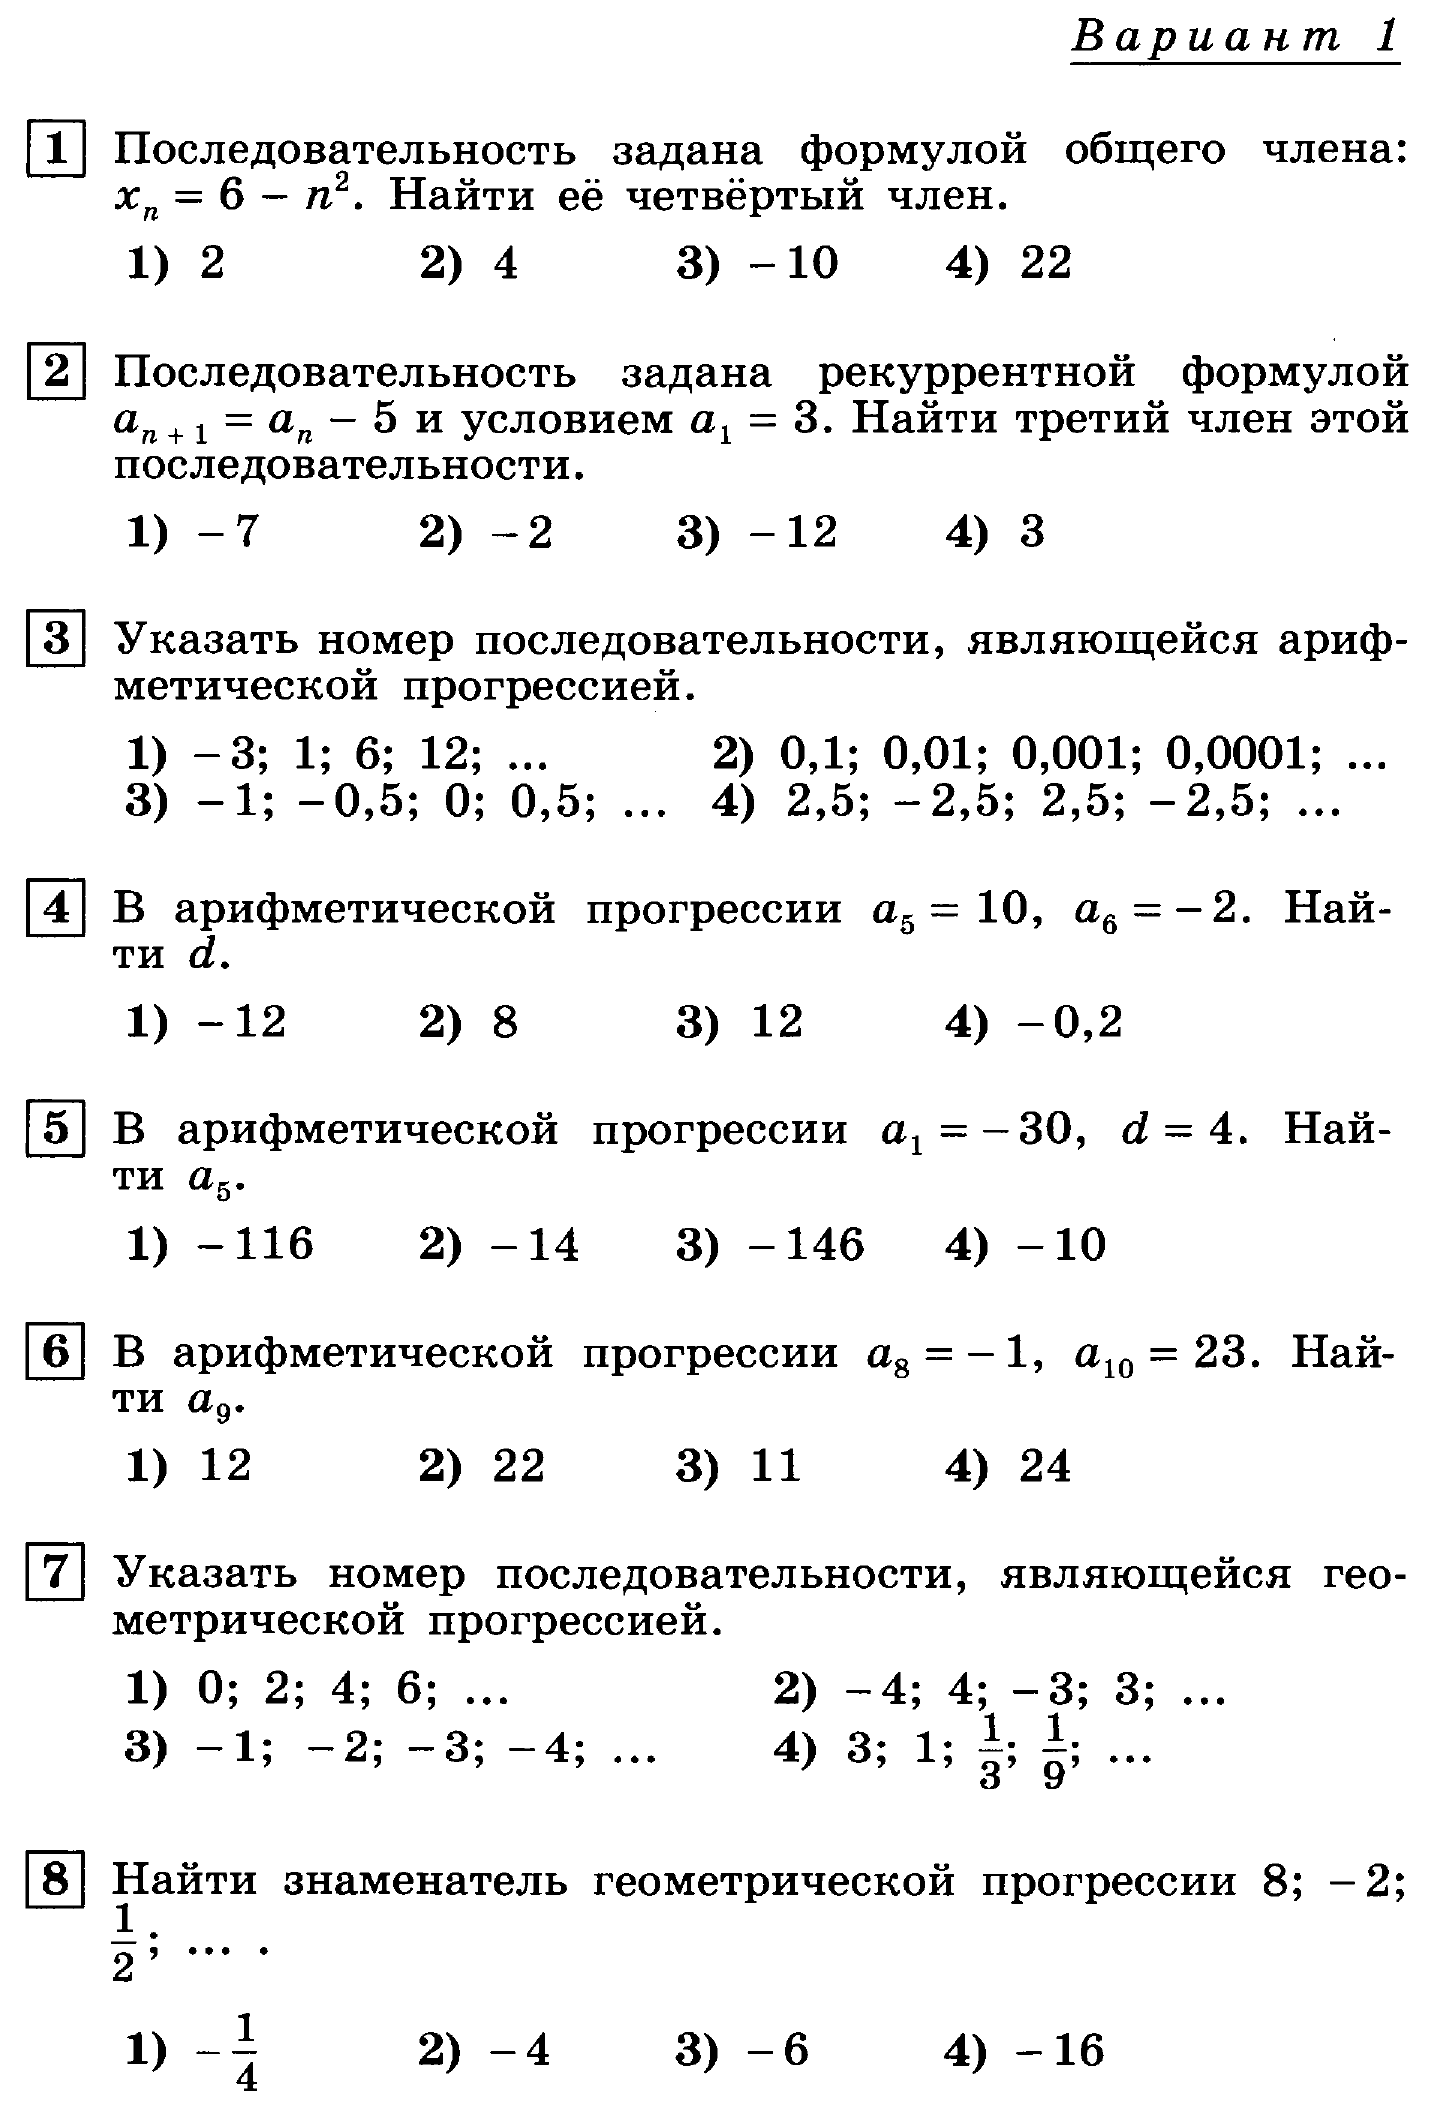 Вариант 1
1 Последовательность задана формулой общего члена:
xₙ = 6 – n². Найти её четвёртый член.
1) 2 2) 4 3) –10 4) 22
2 Последовательность задана рекуррентной формулой
aₙ₊₁ = aₙ – 5 и условием a₁ = 3. Найти третий член этой
последовательности.
1) –7 2) –2 3) –12 4) 3
3 Указать номер последовательности, являющейся ариф-
метической прогрессией.
1) –3; 1; 6; 12; ... 2) 0,1; 0,01; 0,001; 0,0001; ...
3) –1; –0,5; 0; 0,5; ... 4) 2,5; –2,5; 2,5; –2,5; ...
4 В арифметической прогрессии a₅ = 10, a₆ = –2. Най-
ти d.
1) –12 2) 8 3) 12 4) –0,2
5 В арифметической прогрессии a₁ = –30, d = 4. Най-
ти a₅.
1) –116 2) –14 3) –146 4) –10
6 В арифметической прогрессии a₈ = –1, a₁₀ = 23. Най-
ти a₉.
1) 12 2) 22 3) 11 4) 24
7 Указать номер последовательности, являющейся гео-
метрической прогрессией.
1) 0; 2; 4; 6; ... 2) –4; 4; –3; 3; ...
3) –1; –2; –3; –4; ... 4) 3; 1; 1/3; 1/9; ...
8 Найти знаменатель геометрической прогрессии 8; –2;
1/2; ... .
1) –1/4 2) –4 3) –6 4) –16